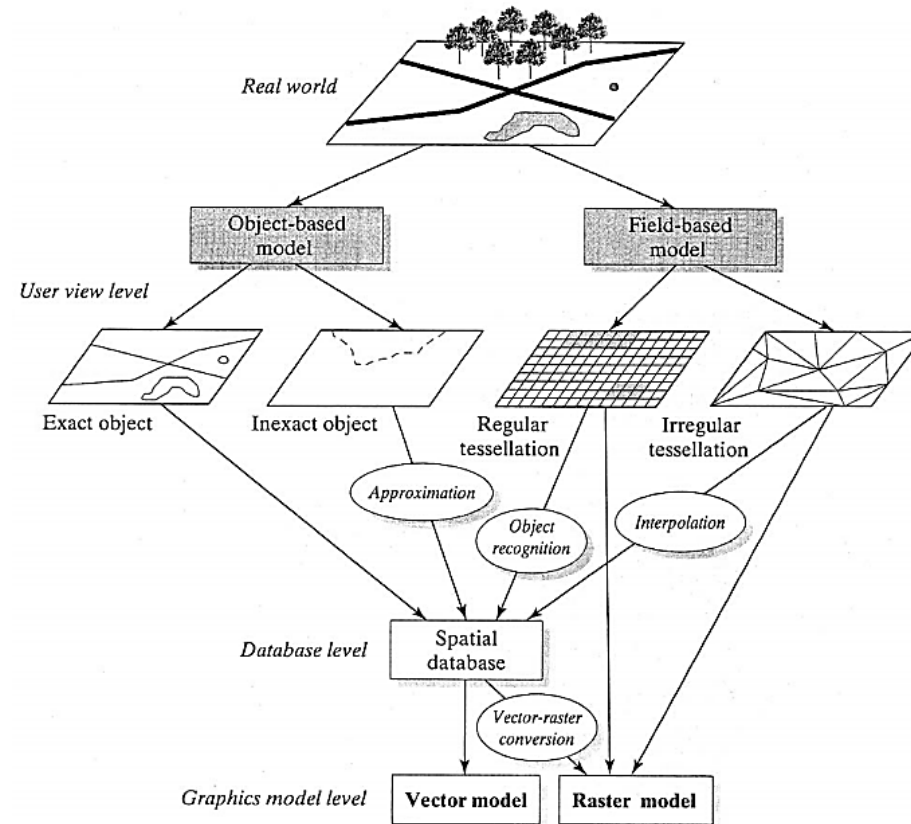 Real world
Object-based
model
Field-based
model
User view level
Exact object
Inexact object
Regular
tessellation
Irregular
tessellation
Approximation
Object
recognition
Interpolation
Database level
Spatial
database
Vector-raster
conversion
Graphics model level
Vector model
Raster model